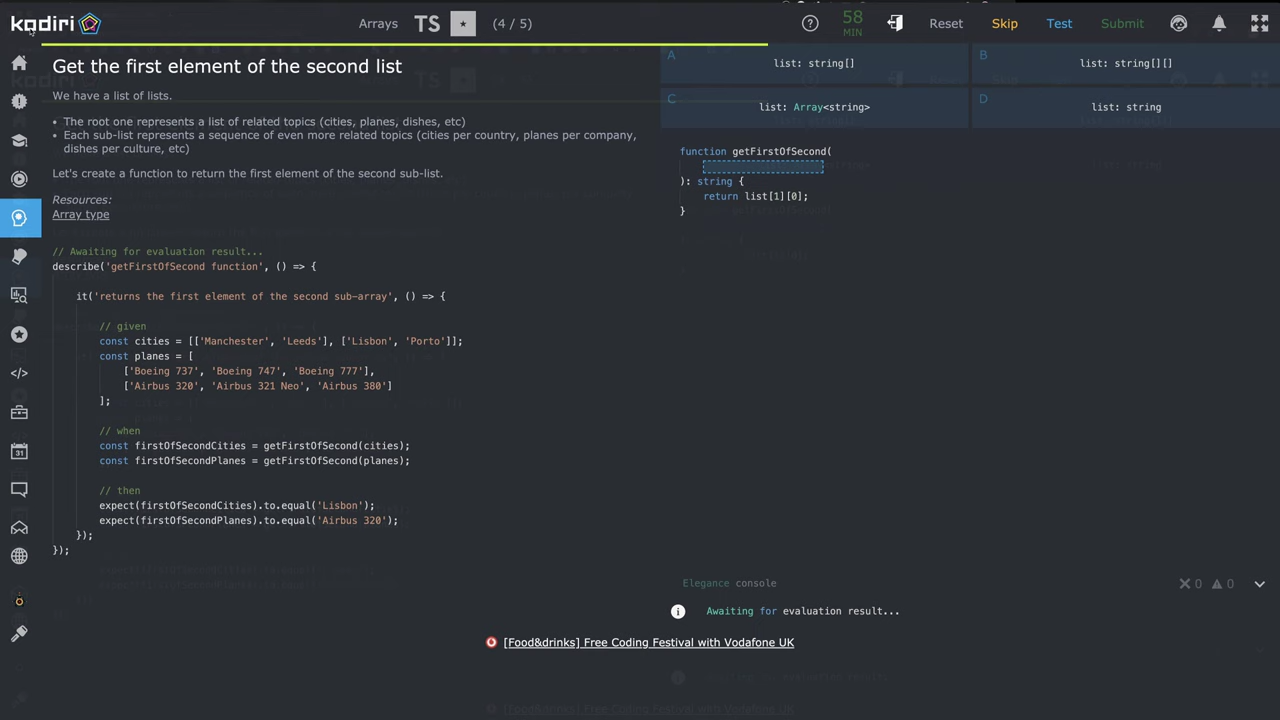 kodiri
Arrays TS ★ (4 / 5)
58
MIN
Reset Skip Test Submit
Get the first element of the second list
We have a list of lists.
• The root one represents a list of related topics (cities, planes, dishes, etc)
• Each sub-list represents a sequence of even more related topics (cities per country, planes per company,
dishes per culture, etc)
Let's create a function to return the first element of the second sub-list.
Resources:
Array type
// Awaiting for evaluation result...
describe('getFirstOfSecond function', () => {
it('returns the first element of the second sub-array', () => {
// given
const cities = [['Manchester', 'Leeds'], ['Lisbon', 'Porto']];
const planes = [
['Boeing 737', 'Boeing 747', 'Boeing 777'],
['Airbus 320', 'Airbus 321 Neo', 'Airbus 380']
];
// when
const firstOfSecondCities = getFirstOfSecond(cities);
const firstOfSecondPlanes = getFirstOfSecond(planes);
// then
expect(firstOfSecondCities).to.equal('Lisbon');
expect(firstOfSecondPlanes).to.equal('Airbus 320');
});
});
A
list: string[]
B
list: string[][]
C
list: Array<string>
D
list: string
function getFirstOfSecond(
): string {
return list[1][0];
}
31
Elegance console
0 0
Awaiting for evaluation result...
[Food&drinks] Free Coding Festival with Vodafone UK